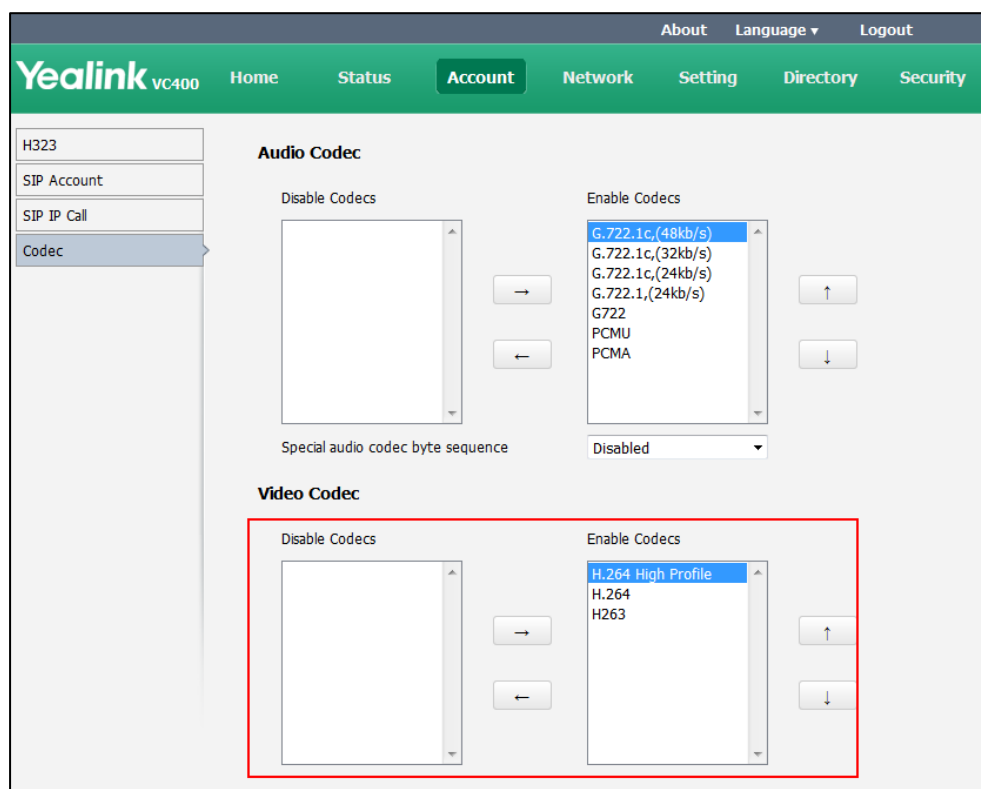 About Language ▾ Logout
Yealink VC400 Home Status Account Network Setting Directory Security
H323
SIP Account
SIP IP Call
Codec
Audio Codec
Disable Codecs Enable Codecs
G.722.1c,(48kb/s)
G.722.1c,(32kb/s)
G.722.1c,(24kb/s)
G.722.1,(24kb/s)
G722
PCMU
PCMA
→
←
↑
↓
Special audio codec byte sequence Disabled
Video Codec
Disable Codecs Enable Codecs
H.264 High Profile
H.264
H263
→
←
↑
↓